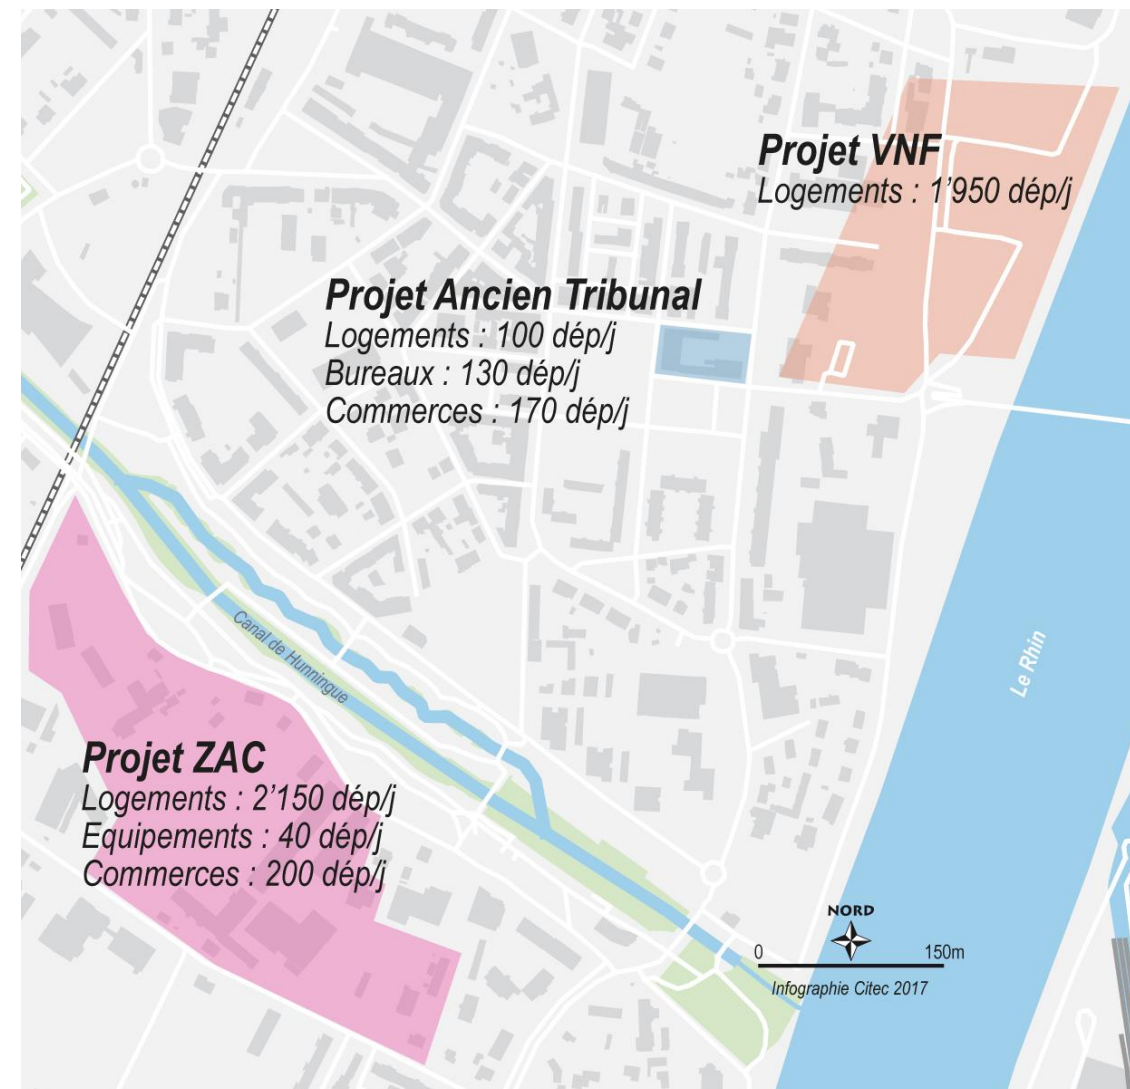 Projet VNF
Logements : 1'950 dép/j
Projet Ancien Tribunal
Logements : 100 dép/j
Bureaux : 130 dép/j
Commerces : 170 dép/j
Canal de Hunningue
Le Rhin
Projet ZAC
Logements : 2'150 dép/j
Equipements : 40 dép/j
Commerces : 200 dép/j
NORD
0 150m
Infographie Citec 2017